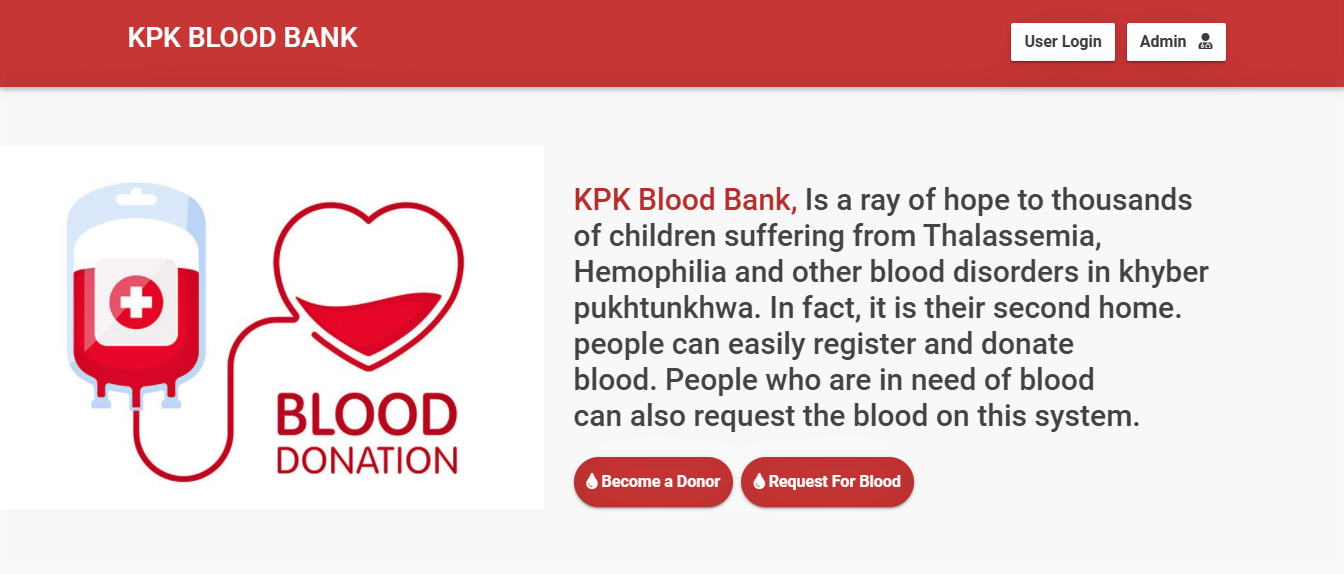 KPK BLOOD BANK
User Login
Admin
KPK Blood Bank, Is a ray of hope to thousands
of children suffering from Thalassemia,
Hemophilia and other blood disorders in khyber
pukhtunkhwa. In fact, it is their second home.
people can easily register and donate
blood. People who are in need of blood
can also request the blood on this system.
BLOOD
DONATION
Become a Donor
Request For Blood